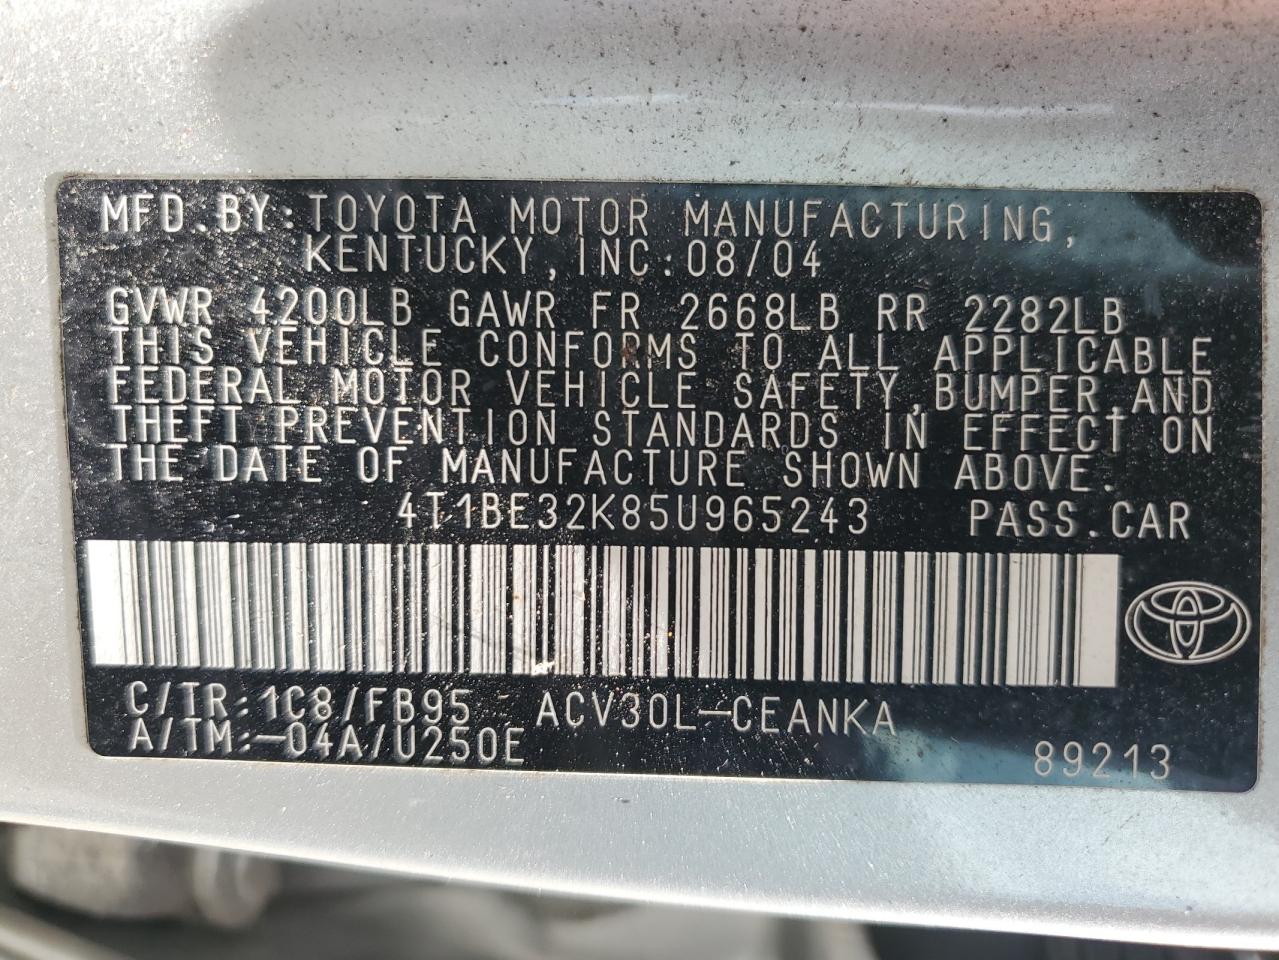 MFD.BY:TOYOTA MOTOR MANUFACTURING,
KENTUCKY,INC:08/04
GVWR 4200LB GAWR FR 2668LB RR 2282LB
THIS VEHICLE CONFORMS TO ALL APPLICABLE
FEDERAL MOTOR VEHICLE SAFETY,BUMPER,AND
THEFT PREVENTION STANDARDS IN EFFECT ON
THE DATE OF MANUFACTURE SHOWN ABOVE.
4T1BE32K85U965243 PASS.CAR
C/TR:1C8/FB95 ACV30L-CEANKA
A/TM:-04A/U250E
89213